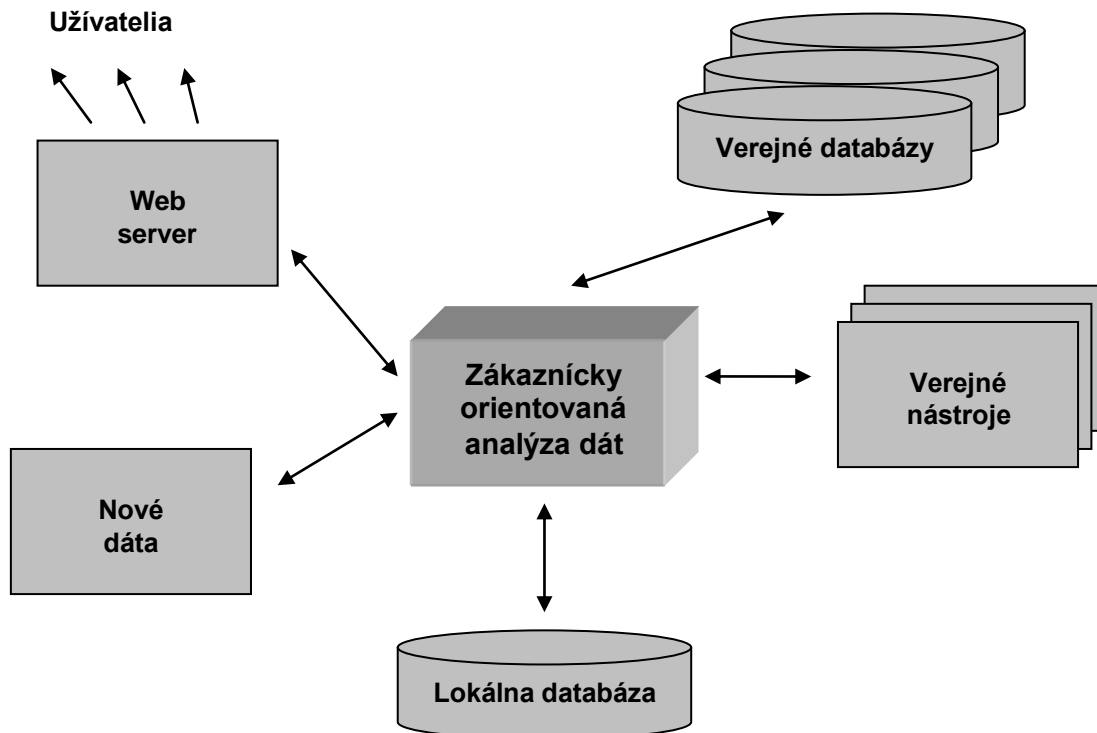 Užívatelia
Verejné databázy
Web
server
Zákaznícky
orientovaná
analýza dát
Verejné
nástroje
Nové
dáta
Lokálna databáza